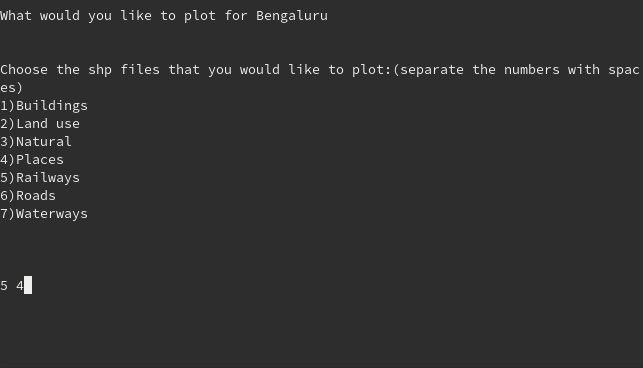 What would you like to plot for Bengaluru
Choose the shp files that you would like to plot:(separate the numbers with spac
es)
1)Buildings
2)Land use
3)Natural
4)Places
5)Railways
6)Roads
7)Waterways
5 4